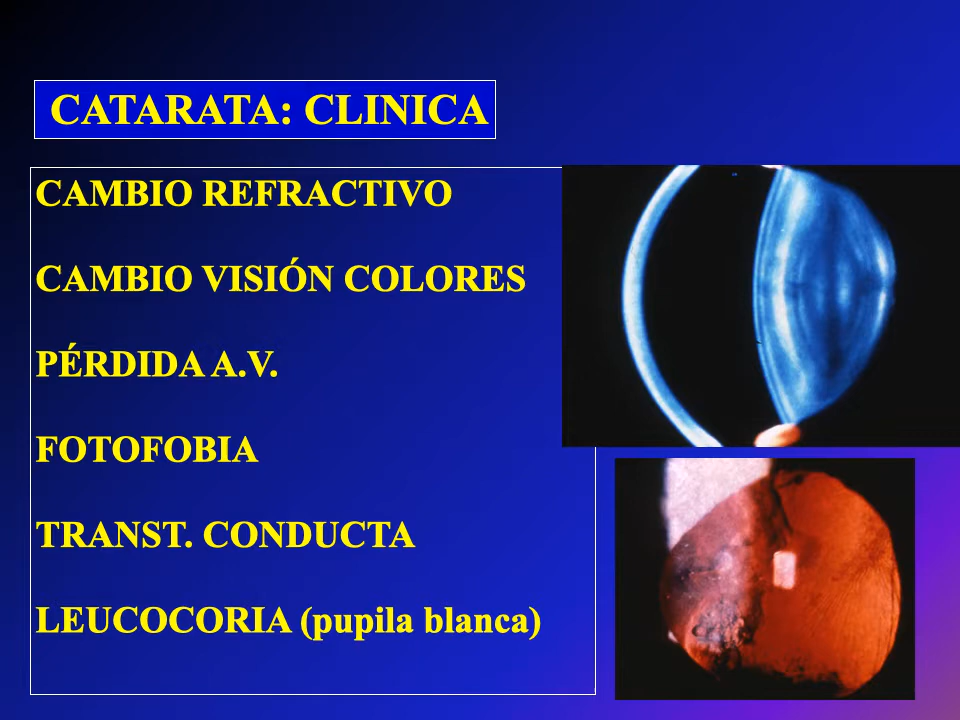 CATARATA: CLINICA
CAMBIO REFRACTIVO
CAMBIO VISIÓN COLORES
PÉRDIDA A.V.
FOTOFOBIA
TRANST. CONDUCTA
LEUCOCORIA (pupila blanca)